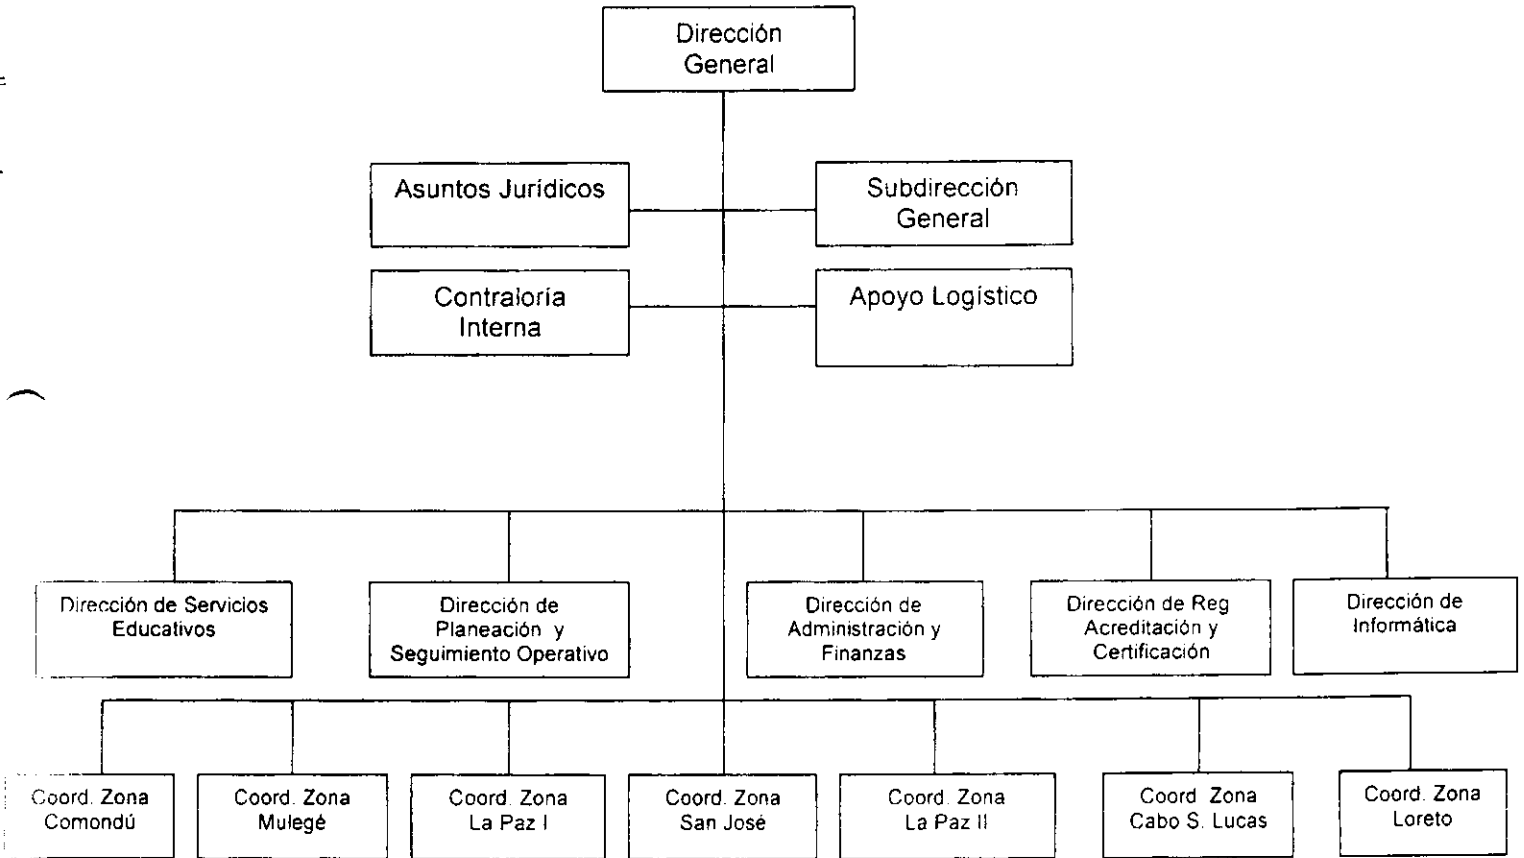 Dirección
General
Asuntos Jurídicos
Subdirección
General
Contraloría
Interna
Apoyo Logístico
Dirección de Servicios
Educativos
Dirección de
Planeación y
Seguimiento Operativo
Dirección de
Administración y
Finanzas
Dirección de Reg
Acreditación y
Certificación
Dirección de
Informática
Coord. Zona
Comondú
Coord. Zona
Mulegé
Coord. Zona
La Paz I
Coord. Zona
San José
Coord. Zona
La Paz II
Coord Zona
Cabo S. Lucas
Coord. Zona
Loreto